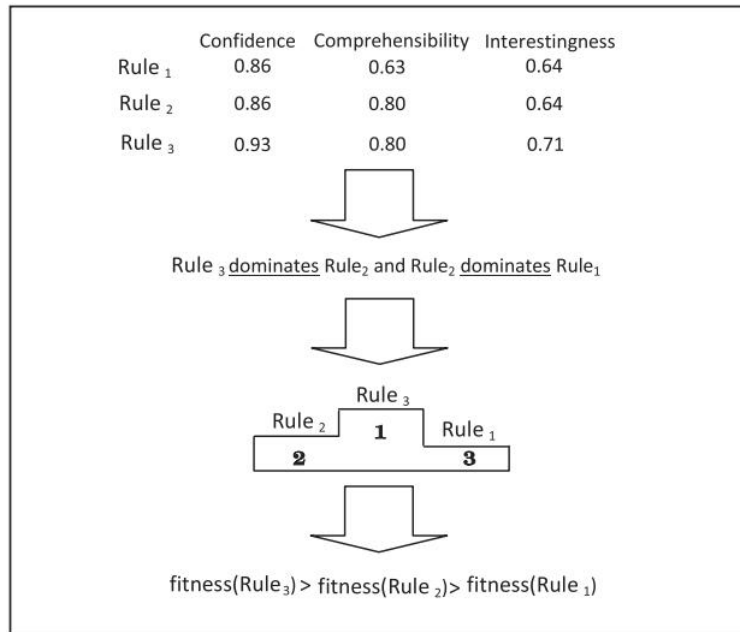 Confidence Comprehensibility Interestingness
Rule 1 0.86 0.63 0.64
Rule 2 0.86 0.80 0.64
Rule 3 0.93 0.80 0.71
Rule 3 dominates Rule2 and Rule2 dominates Rule1
Rule 3
Rule 2
1
Rule 1
2
3
fitness(Rule3) > fitness(Rule 2)> fitness(Rule 1)